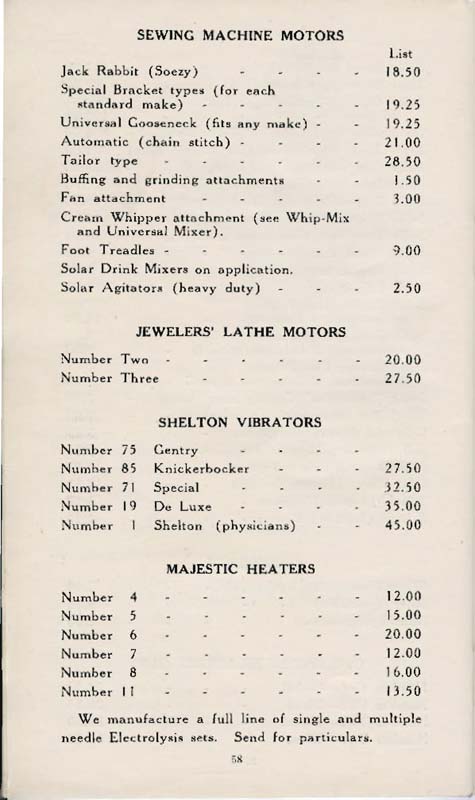 SEWING MACHINE MOTORS
List
Jack Rabbit (Soezy) - - - - 18.50
Special Bracket types (for each
standard make) - - - - - 19.25
Universal Gooseneck (fits any make) - - 19.25
Automatic (chain stitch) - - - - 21.00
Tailor type - - - - - - 28.50
Buffing and grinding attachments - - 1.50
Fan attachment - - - - - 3.00
Cream Whipper attachment (see Whip-Mix
and Universal Mixer).
Foot Treadles - - - - - - 9.00
Solar Drink Mixers on application.
Solar Agitators (heavy duty) - - - 2.50
JEWELERS' LATHE MOTORS
Number Two - - - - - - 20.00
Number Three - - - - - 27.50
SHELTON VIBRATORS
Number 75 Gentry - - - -
Number 85 Knickerbocker - - - 27.50
Number 71 Special - - - - 32.50
Number 19 De Luxe - - - - 35.00
Number 1 Shelton (physicians) - - 45.00
MAJESTIC HEATERS
Number 4 - - - - - - 12.00
Number 5 - - - - - - 15.00
Number 6 - - - - - - 20.00
Number 7 - - - - - - 12.00
Number 8 - - - - - - 16.00
Number 11 - - - - - - 13.50
We manufacture a full line of single and multiple
needle Electrolysis sets. Send for particulars.
58